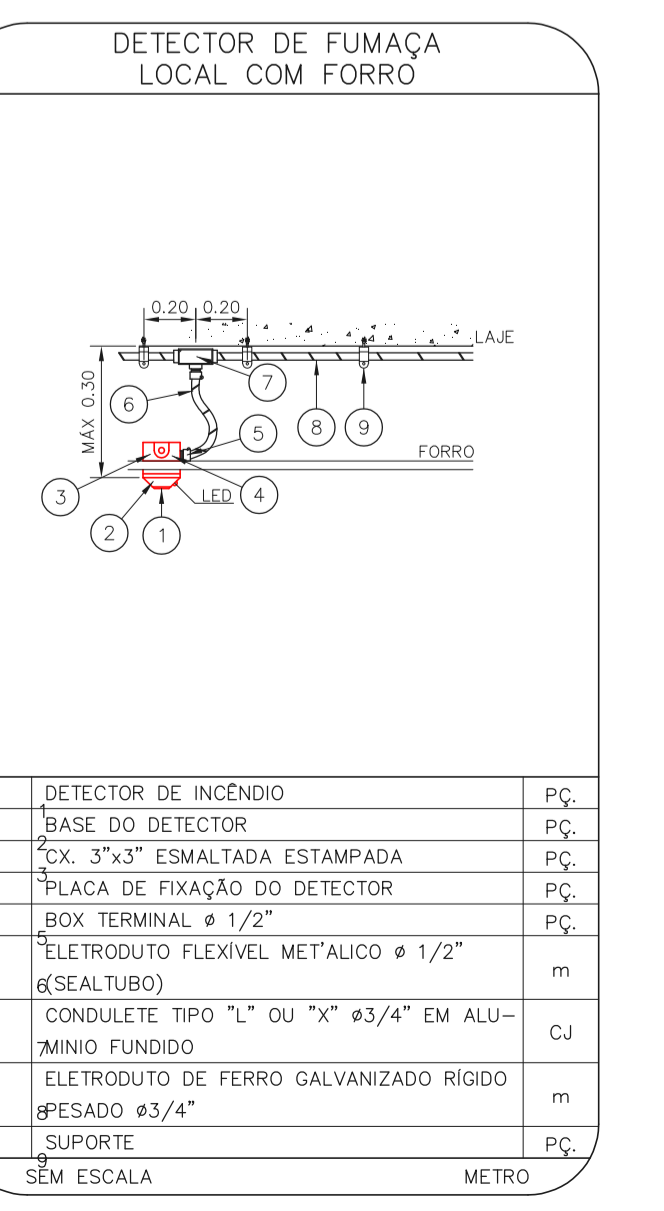 DETECTOR DE FUMAÇA
LOCAL COM FORRO
0.20 0.20
LAJE
MÁX 0.30
7
6
5
8
9
FORRO
3
LED
4
2
1
1 DETECTOR DE INCÊNDIO PÇ.
2 BASE DO DETECTOR PÇ.
3 CX. 3"x3" ESMALTADA ESTAMPADA PÇ.
PLACA DE FIXAÇÃO DO DETECTOR PÇ.
5 BOX TERMINAL ø 1/2" PÇ.
ELETRODUTO FLEXÍVEL MET'ALICO ø 1/2"
6 (SEALTUBO) m
CONDULETE TIPO "L" OU "X" ø3/4" EM ALU-
7 MINIO FUNDIDO CJ
ELETRODUTO DE FERRO GALVANIZADO RÍGIDO
8 PESADO ø3/4" m
9 SUPORTE PÇ.
SEM ESCALA METRO